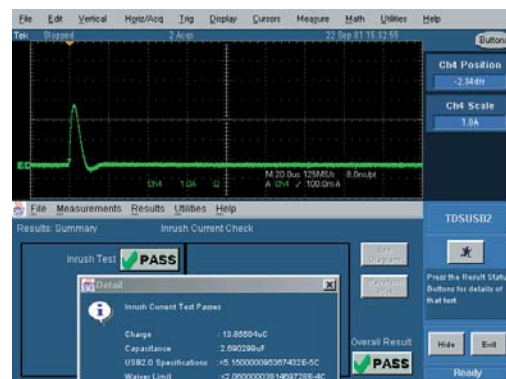 File Edit Vertical Horiz/Acq Trig Display Cursors Measure Math Utilities Help
Tek Stopped 2 Acqs 22 Sep 01 15:32:55
Buttons
Ch4 Position
-2.34div
Ch4 Scale
1.0A
M 20.0us 125MS/s 8.0ns/pt
Ch4 1.0A Ω A Ch4 / 100.0mA
File Measurements Results Utilities Help
Results: Summary Inrush Current Check
TDSUSB2
Inrush Test PASS
Detail
Press the Result Status
Buttons for details of
that test.
Inrush Current Test Passes
Charge : 13.85504uC
Capacitance : 2.690299uF
USB2.0 Specifications :<5.1500000095367432E-5C
Waiver Limit
Overall Result
PASS
Hide Exit
Ready